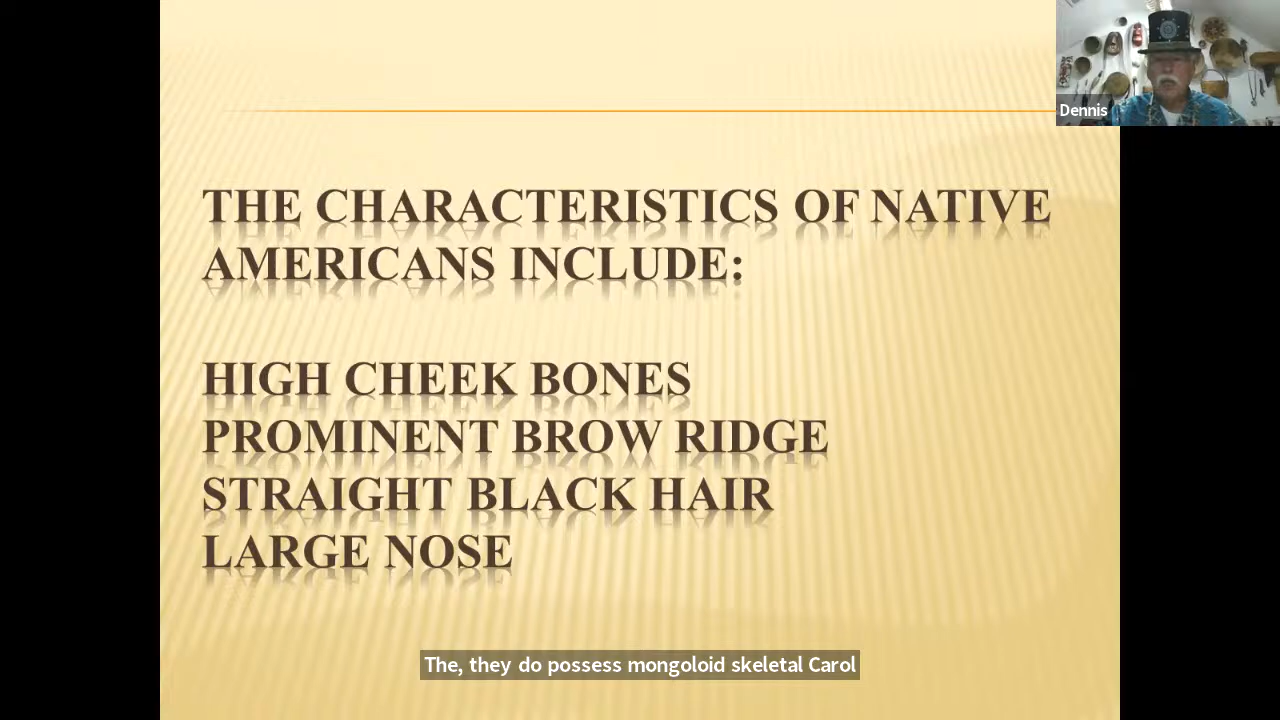 Dennis
THE CHARACTERISTICS OF NATIVE
AMERICANS INCLUDE:
HIGH CHEEK BONES
PROMINENT BROW RIDGE
STRAIGHT BLACK HAIR
LARGE NOSE
The, they do possess mongoloid skeletal Carol